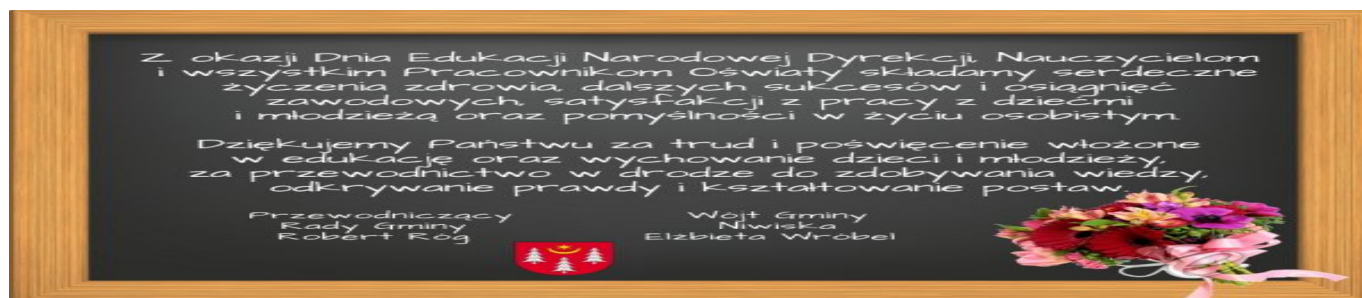 Z okazji Dnia Edukacji Narodowej Dyrekcji, Nauczycielom
i wszystkim Pracownikom Oświaty składamy serdeczne
życzenia zdrowia, dalszych sukcesów i osiągnięć
zawodowych, satysfakcji z pracy z dziećmi
i młodzieżą oraz pomyślności w życiu osobistym.
Dziękujemy Państwu za trud i poświęcenie włożone
w edukację oraz wychowanie dzieci i młodzieży,
za przewodnictwo w drodze do zdobywania wiedzy,
odkrywanie prawdy i kształtowanie postaw.
Przewodniczący
Rady Gminy
Robert Róg
Wójt Gminy
Niwiska
Elżbieta Wróbel